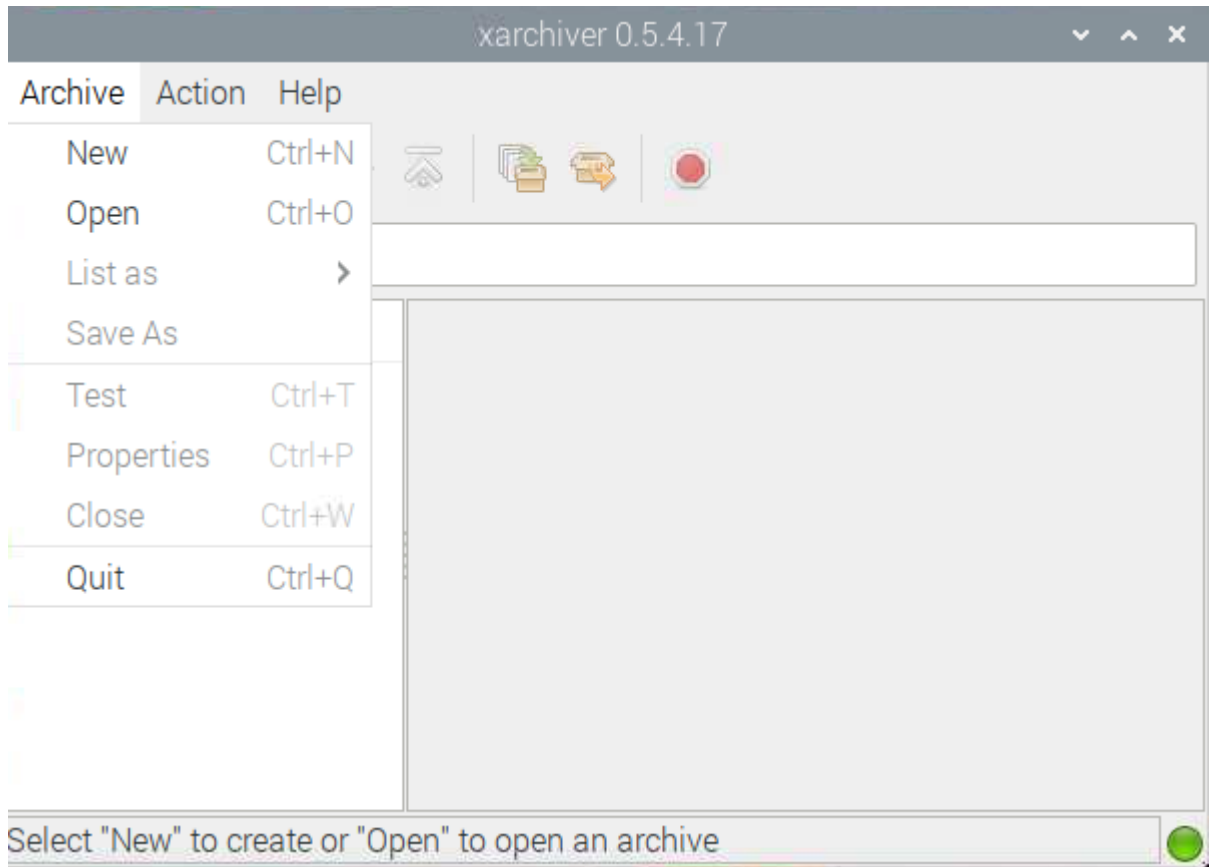 xarchiver 0.5.4.17
Archive Action Help
New Ctrl+N
Open Ctrl+O
List as
Save As
Test Ctrl+T
Properties Ctrl+P
Close Ctrl+W
Quit Ctrl+Q
Select "New" to create or "Open" to open an archive